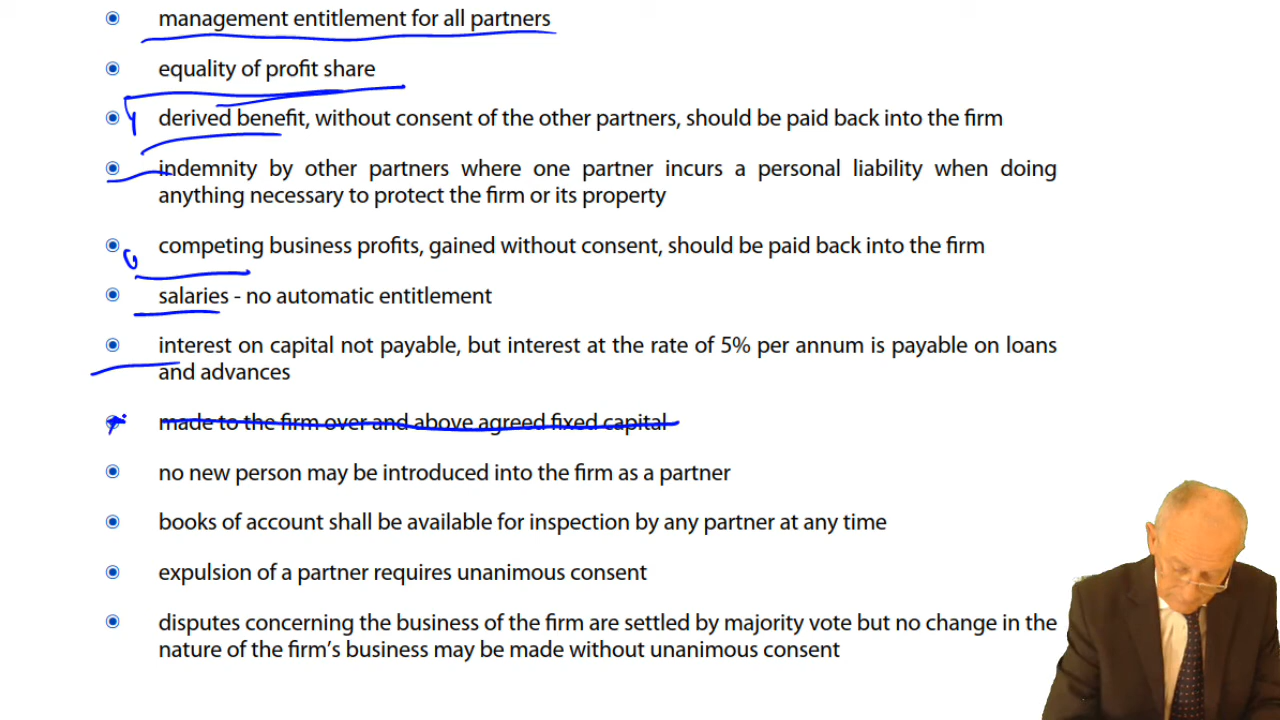 management entitlement for all partners
equality of profit share
derived benefit, without consent of the other partners, should be paid back into the firm
indemnity by other partners where one partner incurs a personal liability when doing
anything necessary to protect the firm or its property
competing business profits, gained without consent, should be paid back into the firm
salaries - no automatic entitlement
interest on capital not payable, but interest at the rate of 5% per annum is payable on loans
and advances
made to the firm over and above agreed fixed capital
no new person may be introduced into the firm as a partner
books of account shall be available for inspection by any partner at any time
expulsion of a partner requires unanimous consent
disputes concerning the business of the firm are settled by majority vote but no change in the
nature of the firm’s business may be made without unanimous consent